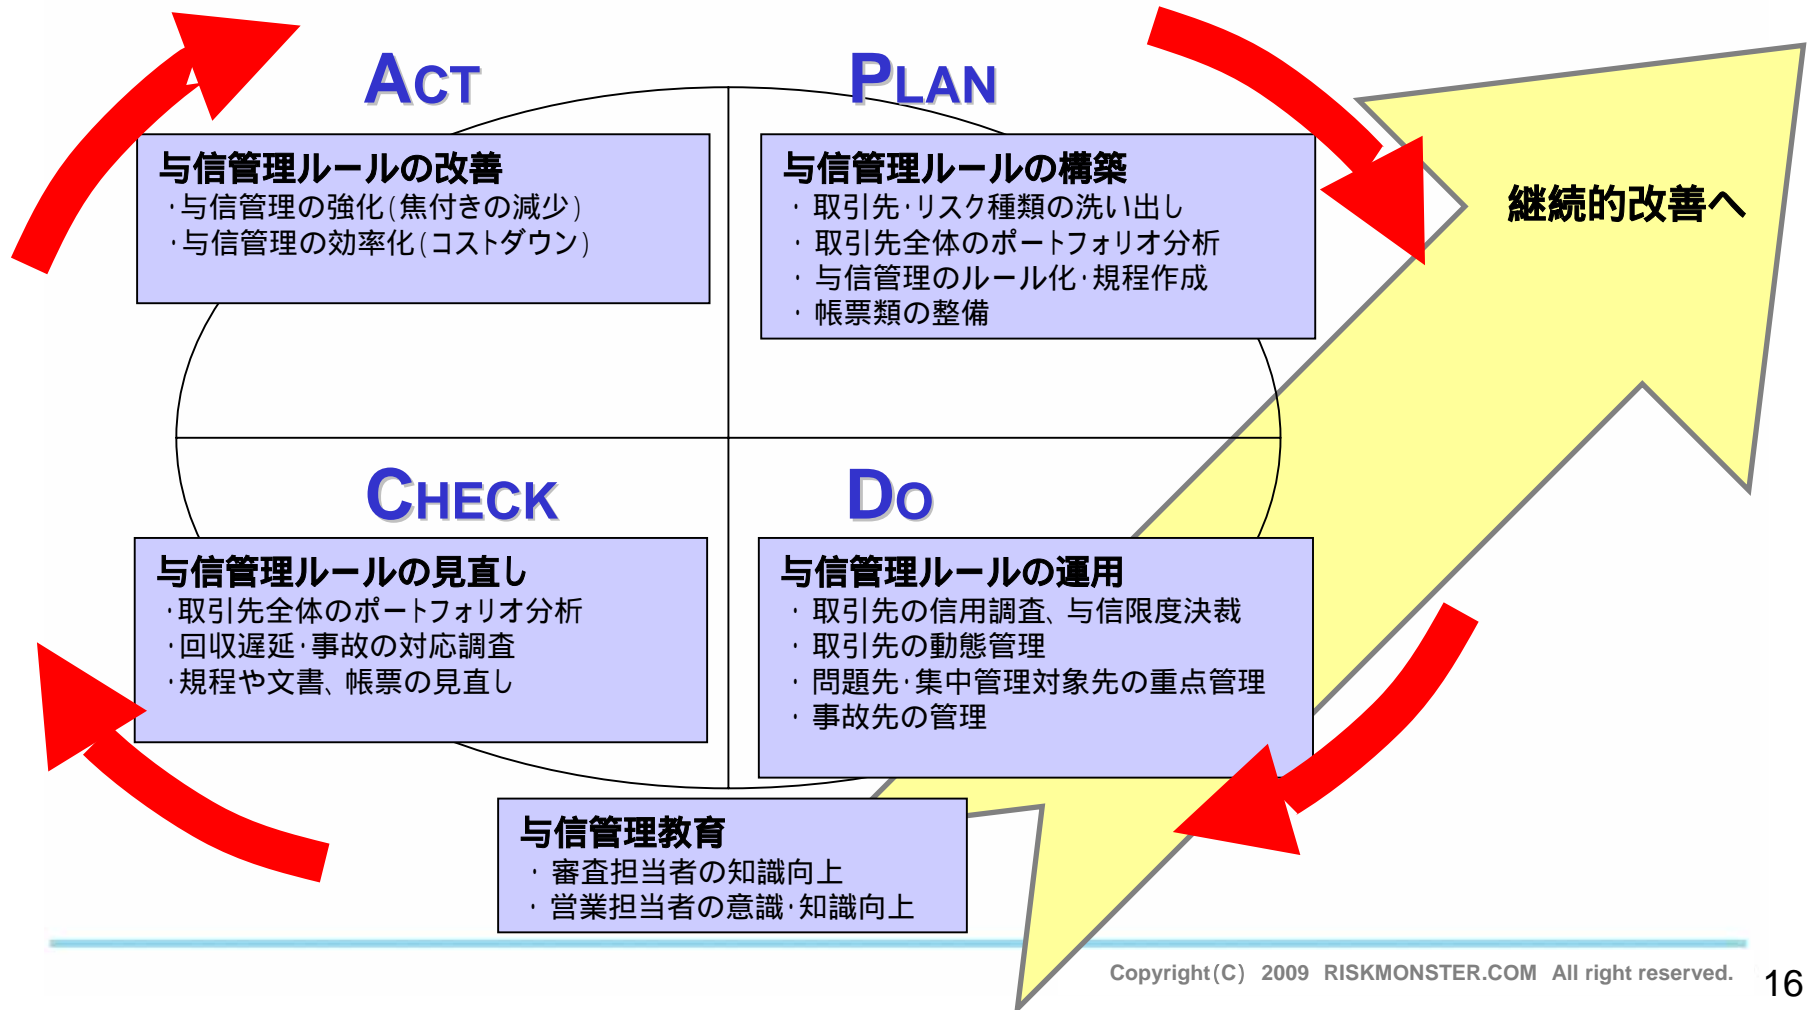 ACT
与信管理ルールの改善
・与信管理の強化(焦付きの減少)
・与信管理の効率化(コストダウン)
PLAN
与信管理ルールの構築
・ 取引先・リスク種類の洗い出し
・ 取引先全体のポートフォリオ分析
・ 与信管理のルール化・規程作成
・ 帳票類の整備
継続的改善へ
CHECK
与信管理ルールの見直し
・取引先全体のポートフォリオ分析
・回収遅延・事故の対応調査
・規程や文書、帳票の見直し
DO
与信管理ルールの運用
・ 取引先の信用調査、与信限度決裁
・ 取引先の動態管理
・ 問題先・集中管理対象先の重点管理
・ 事故先の管理
与信管理教育
・ 審査担当者の知識向上
・ 営業担当者の意識・知識向上
Copyright(C) 2009 RISKMONSTER.COM All right reserved.
16